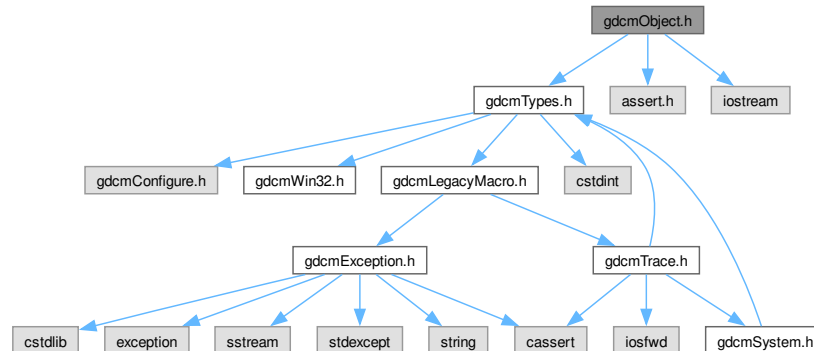 gdcmObject.h
gdcmTypes.h
assert.h
iostream
gdcmConfigure.h
gdcmWin32.h
gdcmLegacyMacro.h
cstdint
gdcmException.h
gdcmTrace.h
cstdlib
exception
sstream
stdexcept
string
cassert
iosfwd
gdcmSystem.h